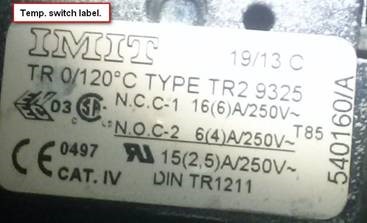 Temp. switch label.
IMIT 19/13 C
TR 0/120°C TYPE TR2 9325
03 N.C.C-1 16(6)A/250V~
N.O.C-2 6(4)A/250V~ T85
0497 15(2,5)A/250V~
CE CAT. IV DIN TR1211
540160/A